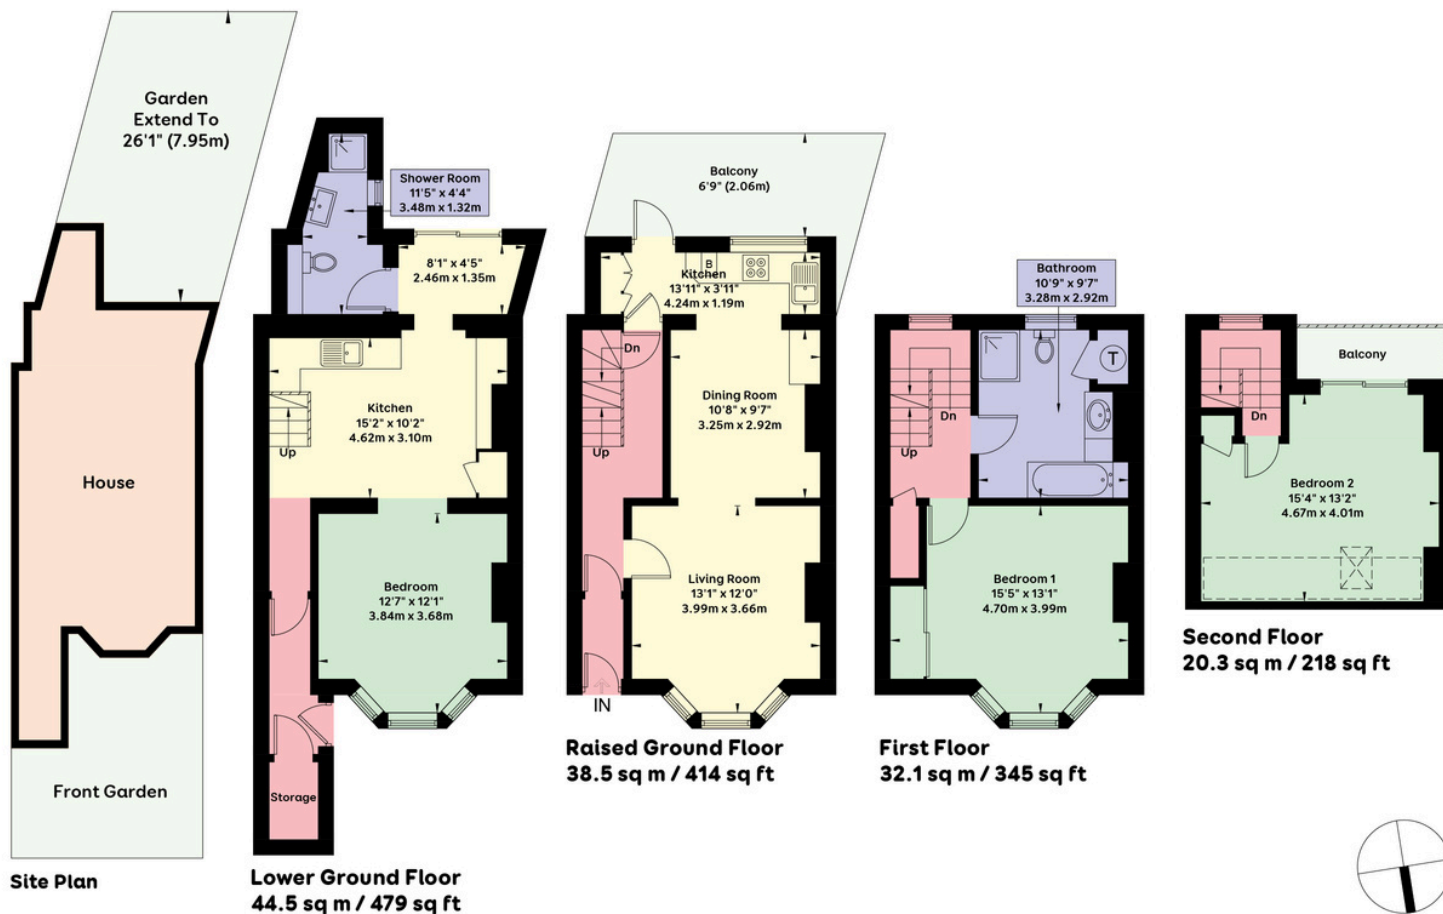 Garden
Extend To
26'1" (7.95m)
House
Front Garden
Site Plan
Shower Room
11'5" x 4'4"
3.48m x 1.32m
8'1" x 4'5"
2.46m x 1.35m
Kitchen
15'2" x 10'2"
4.62m x 3.10m
Up
Bedroom
12'7" x 12'1"
3.84m x 3.68m
Storage
Lower Ground Floor
44.5 sq m / 479 sq ft
Balcony
6'9" (2.06m)
B
Kitchen
13'11" x 3'11"
4.24m x 1.19m
Dn
Dining Room
10'8" x 9'7"
3.25m x 2.92m
Up
Living Room
13'1" x 12'0"
3.99m x 3.66m
IN
Raised Ground Floor
38.5 sq m / 414 sq ft
Bathroom
10'9" x 9'7"
3.28m x 2.92m
T
Dn
Up
Bedroom 1
15'5" x 13'1"
4.70m x 3.99m
First Floor
32.1 sq m / 345 sq ft
Balcony
Dn
Bedroom 2
15'4" x 13'2"
4.67m x 4.01m
Second Floor
20.3 sq m / 218 sq ft